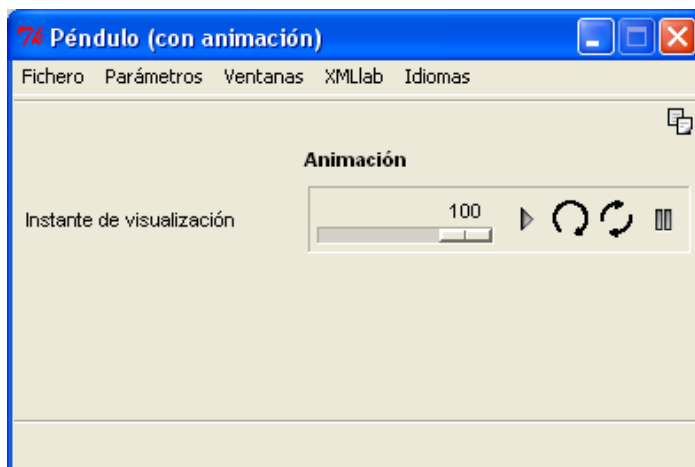 Péndulo (con animación)
Fichero Parámetros Ventanas XMLlab Idiomas
Animación
Instante de visualización
100